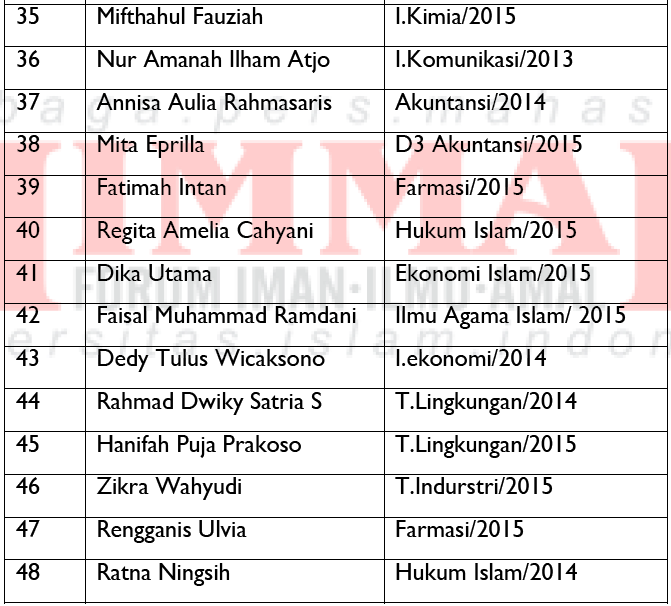 35 Mifthahul Fauziah I.Kimia/2015
36 Nur Amanah Ilham Atjo I.Komunikasi/2013
baga.pers.mahas
37 Annisa Aulia Rahmasaris Akuntansi/2014
38 Mita Eprilla D3 Akuntansi/2015
IMMA
39 Fatimah Intan Farmasi/2015
40 Regita Amelia Cahyani Hukum Islam/2015
41 Dika Utama Ekonomi Islam/2015
FORUM IMAN·ILMU·AMAL
42 Faisal Muhammad Ramdani Ilmu Agama Islam/ 2015
ersitas.islam.indon
43 Dedy Tulus Wicaksono I.ekonomi/2014
44 Rahmad Dwiky Satria S T.Lingkungan/2014
45 Hanifah Puja Prakoso T.Lingkungan/2015
46 Zikra Wahyudi T.Indurstri/2015
47 Rengganis Ulvia Farmasi/2015
48 Ratna Ningsih Hukum Islam/2014